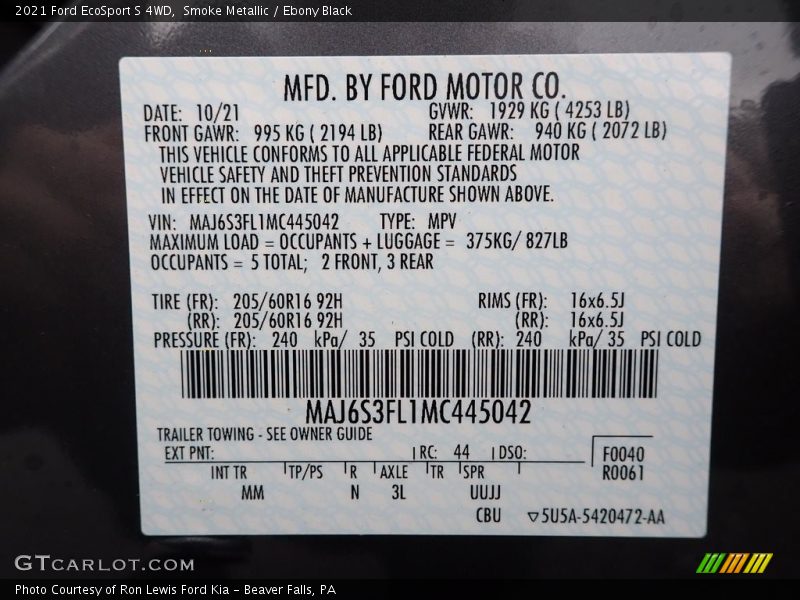 2021 Ford EcoSport S 4WD, Smoke Metallic / Ebony Black
MFD. BY FORD MOTOR CO.
DATE: 10/21 GVWR: 1929 KG ( 4253 LB)
FRONT GAWR: 995 KG ( 2194 LB) REAR GAWR: 940 KG ( 2072 LB)
THIS VEHICLE CONFORMS TO ALL APPLICABLE FEDERAL MOTOR
VEHICLE SAFETY AND THEFT PREVENTION STANDARDS
IN EFFECT ON THE DATE OF MANUFACTURE SHOWN ABOVE.
VIN: MAJ6S3FL1MC445042 TYPE: MPV
MAXIMUM LOAD = OCCUPANTS + LUGGAGE = 375KG/ 827LB
OCCUPANTS = 5 TOTAL; 2 FRONT, 3 REAR
TIRE (FR): 205/60R16 92H RIMS (FR): 16x6.5J
(RR): 205/60R16 92H (RR): 16x6.5J
PRESSURE (FR): 240 kPa/ 35 PSI COLD (RR): 240 kPa/ 35 PSI COLD
MAJ6S3FL1MC445042
TRAILER TOWING - SEE OWNER GUIDE
EXT PNT: RC: 44 DSO: F0040
R0061
INT TR TP/PS R AXLE TR SPR
MM N 3L UUJJ
CBU ▽5U5A-5420472-AA
GTCARLOT.COM
Photo Courtesy of Ron Lewis Ford Kia – Beaver Falls, PA